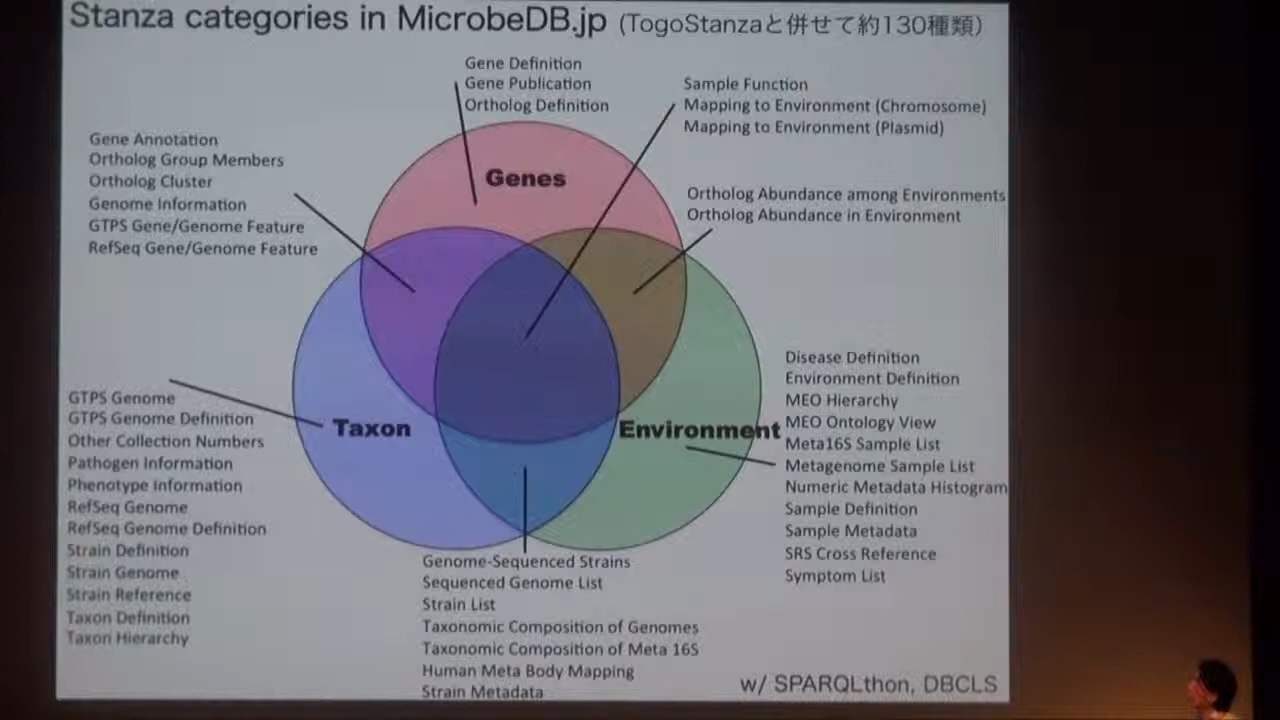 Stanza categories in MicrobeDB.jp (TogoStanzaと併せて約130種類)
Gene Definition
Gene Publication
Ortholog Definition
Sample Function
Mapping to Environment (Chromosome)
Mapping to Environment (Plasmid)
Gene Annotation
Ortholog Group Members
Ortholog Cluster
Genome Information
GTPS Gene/Genome Feature
RefSeq Gene/Genome Feature
Genes
Ortholog Abundance among Environments
Ortholog Abundance in Environment
GTPS Genome
GTPS Genome Definition
Other Collection Numbers
Pathogen Information
Phenotype Information
RefSeq Genome
RefSeq Genome Definition
Strain Definition
Strain Genome
Strain Reference
Taxon Definition
Taxon Hierarchy
Taxon
Environment
Disease Definition
Environment Definition
MEO Hierarchy
MEO Ontology View
Meta16S Sample List
Metagenome Sample List
Numeric Metadata Histogram
Sample Definition
Sample Metadata
SRS Cross Reference
Symptom List
Genome-Sequenced Strains
Sequenced Genome List
Strain List
Taxonomic Composition of Genomes
Taxonomic Composition of Meta 16S
Human Meta Body Mapping
Strain Metadata
w/ SPARQLthon, DBCLS